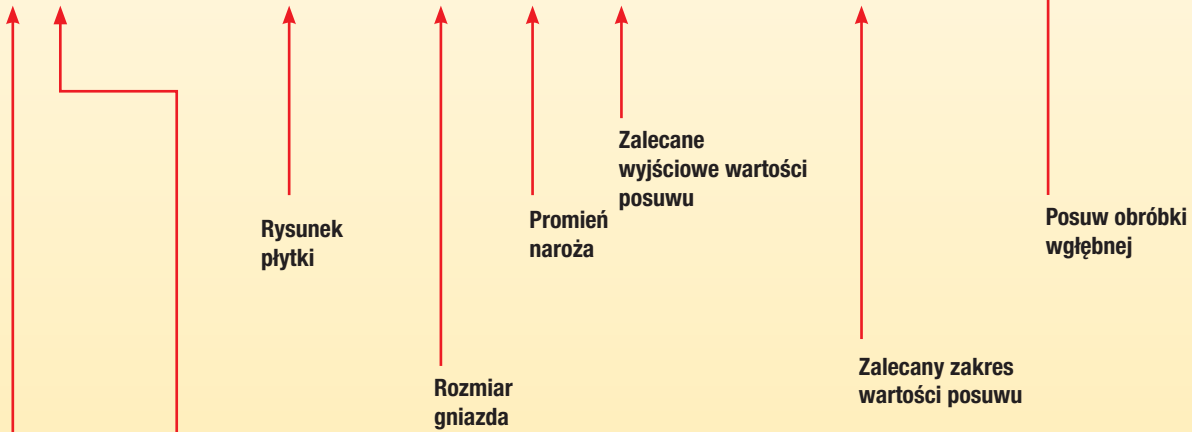 Zalecane
wyjściowe wartości
posuwu
Rysunek
płytki
Promień
naroża
Posuw obróbki
wgłębnej
Zalecany zakres
wartości posuwu
Rozmiar
gniazda